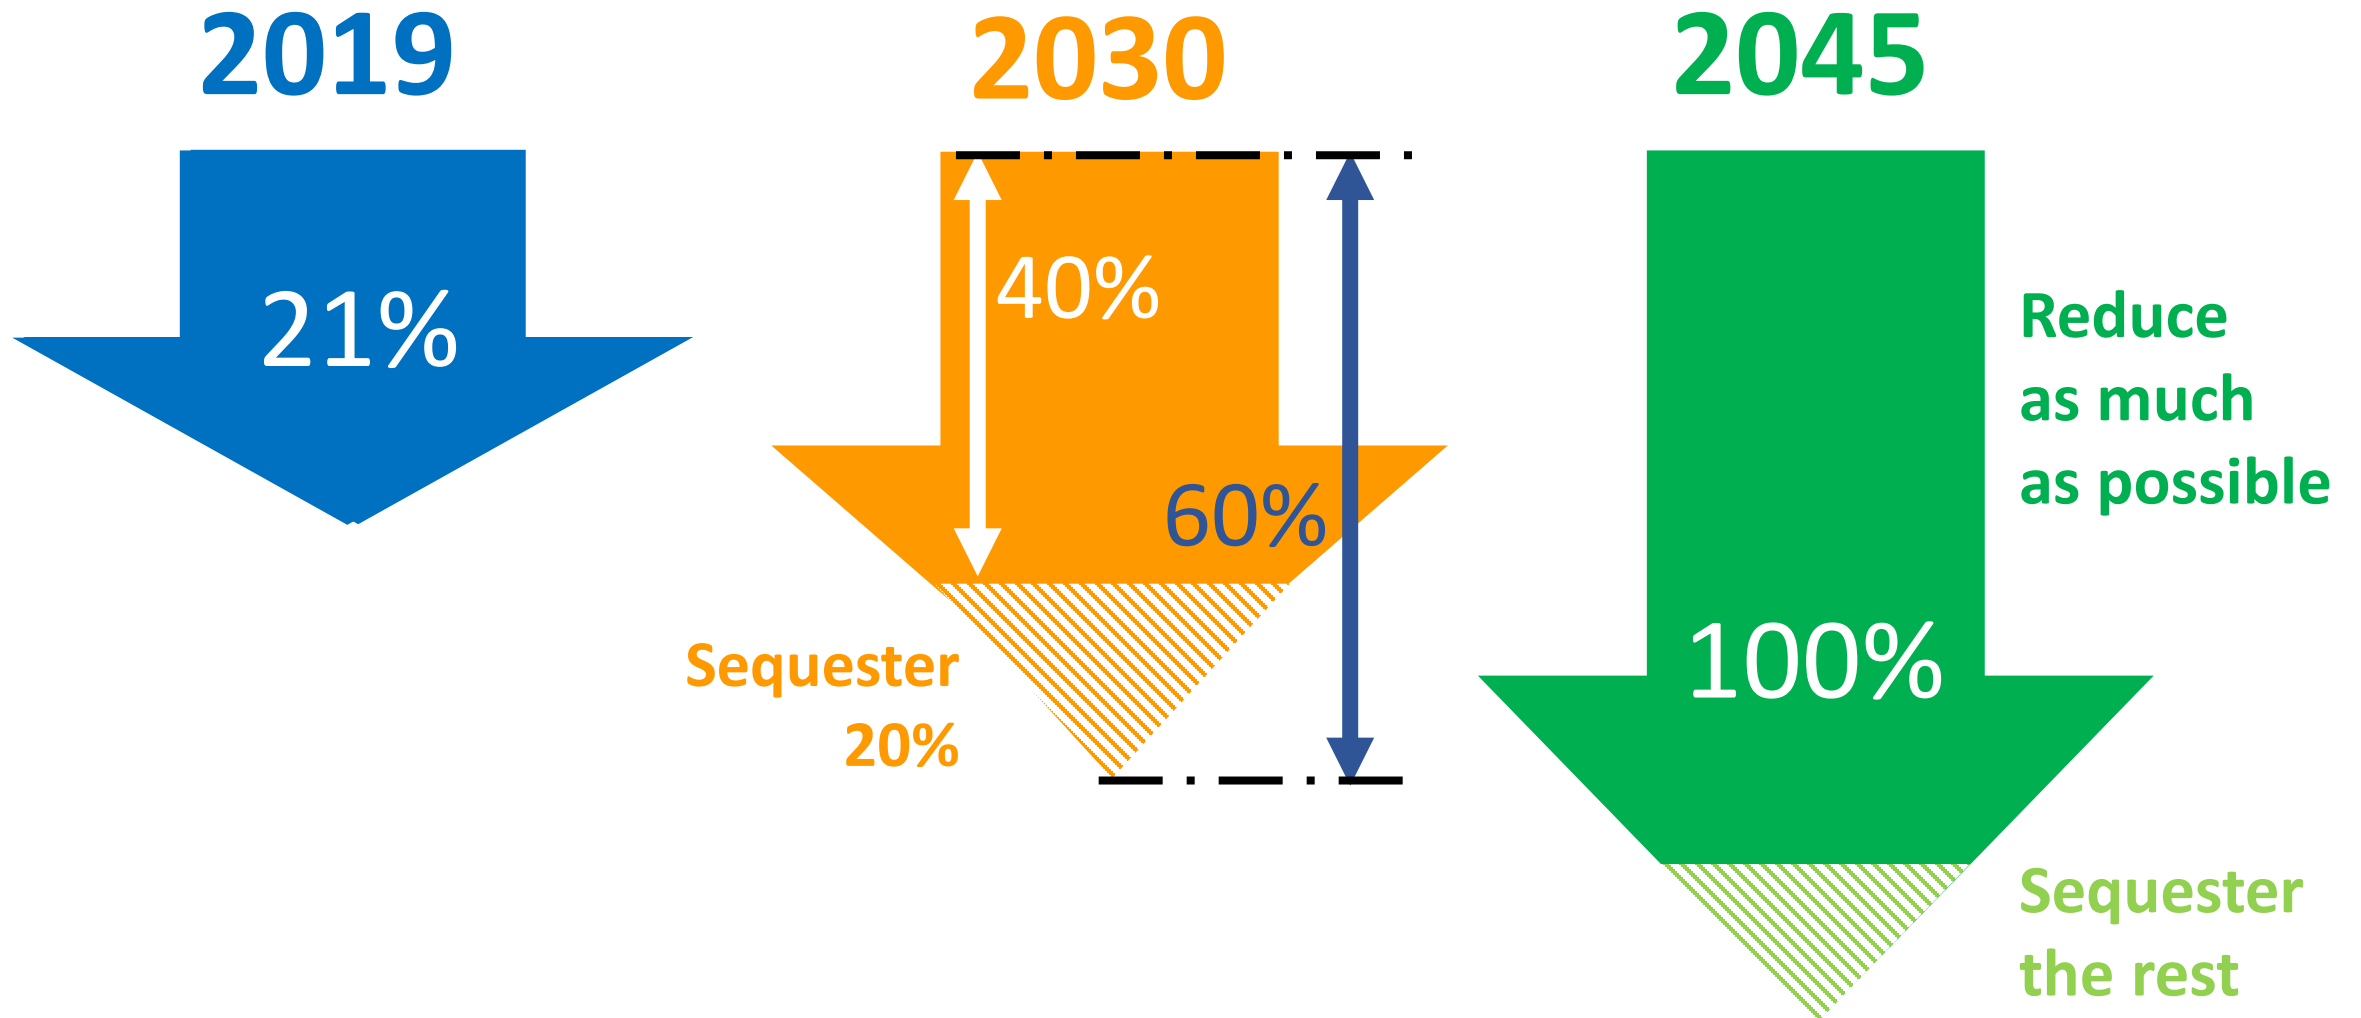 2019
2030
2045
21%
40%
60%
Sequester
20%
Reduce
as much
as possible
100%
Sequester
the rest